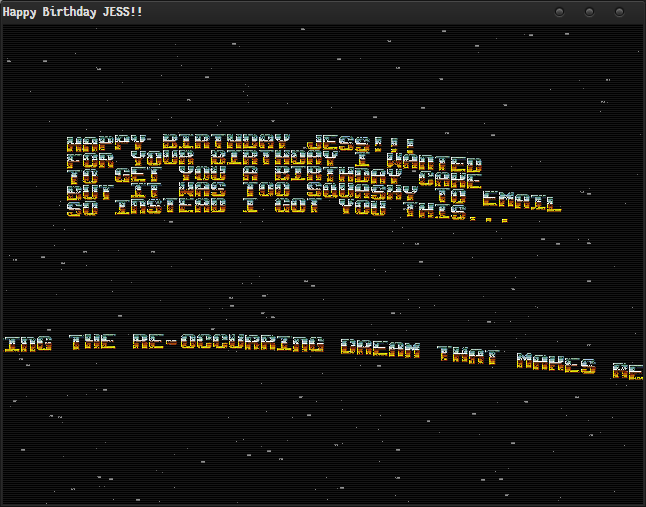 Happy Birthday JESS!!
HAPPY BIRTHDAY JESS!!!
FOR YOUR BIRTHDAY I WANTED
TO GET YOU A BIRTHDAY CAKE
BUT IT WAS TOO SQUISHY TO EMAIL
SO INSTEAD I GOT YOU THIS...
ING THE RE-OCCURRING DREAM THAT MAKES ME